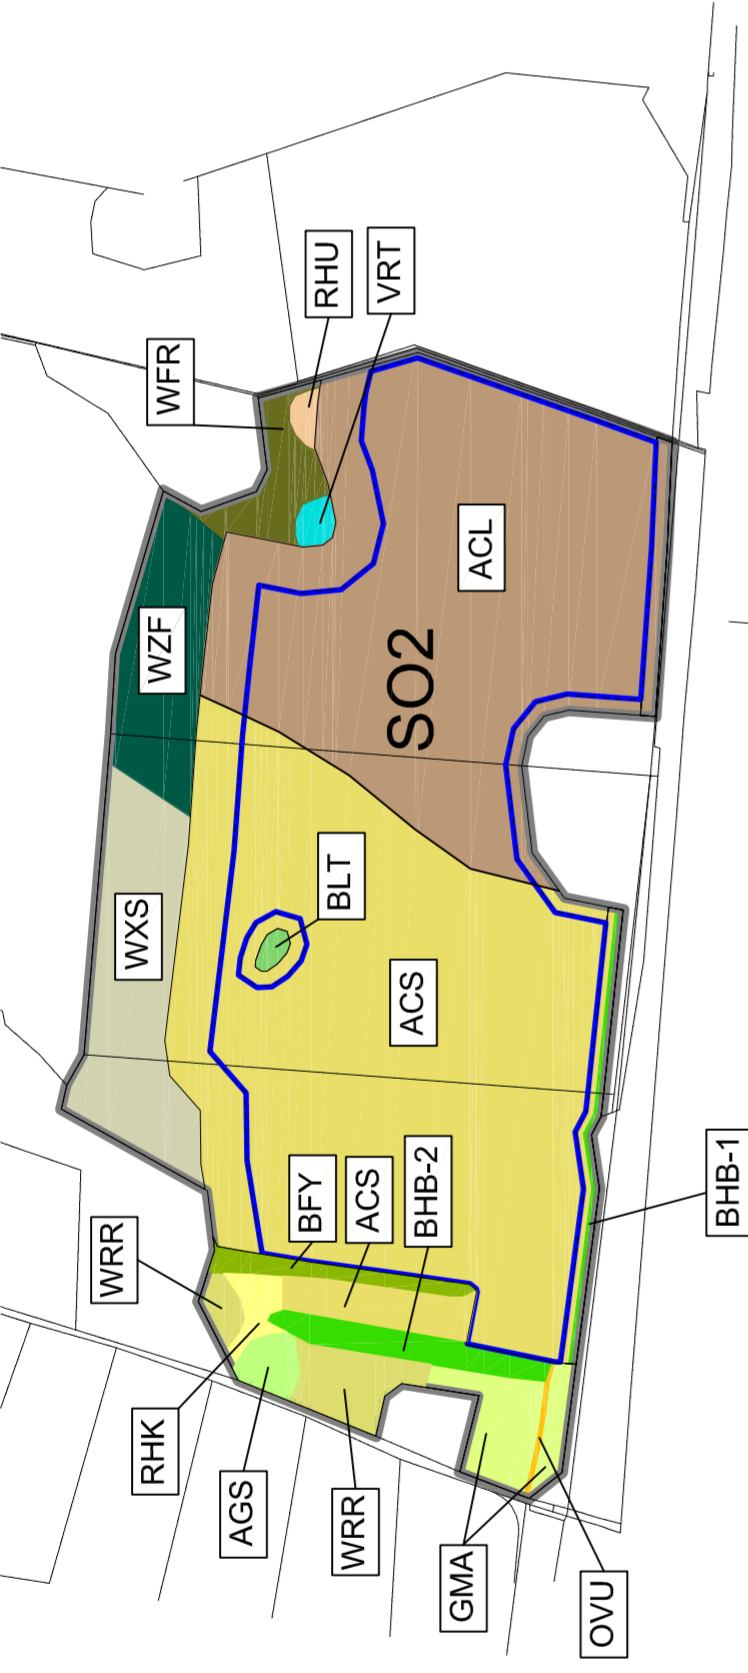 WFR
RHU
VRT
WZF
ACL
SO2
WXS
BLT
ACS
BFY
ACS
BHB-2
BHB-1
WRR
RHK
AGS
WRR
GMA
OVU